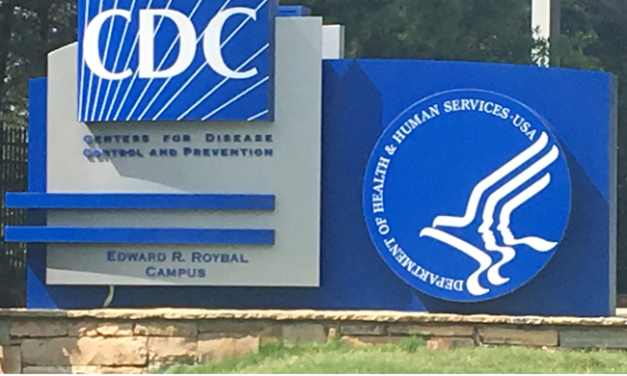 CDC
CENTERS FOR DISEASE
CONTROL AND PREVENTION
EDWARD R. ROYBAL
CAMPUS
DEPARTMENT OF HEALTH & HUMAN SERVICES·USA